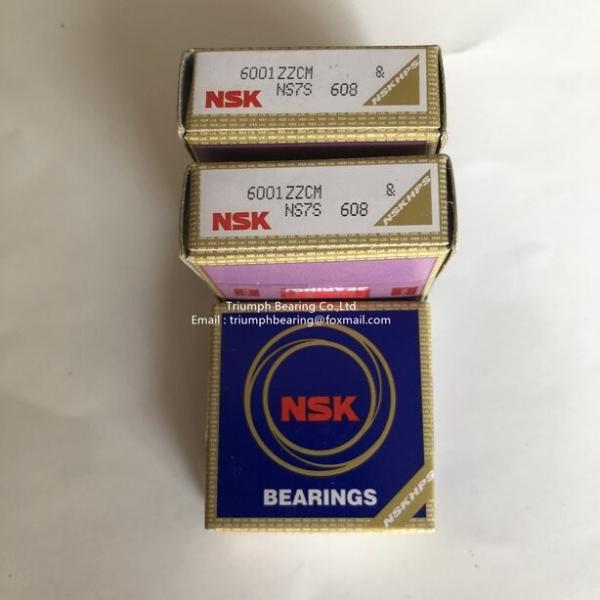 6001ZZCM &
NSK NS7S 608
NSKHPS
6001ZZCM &
NSK NS7S 608
NSKHPS
BEARINGS
Triumph Bearing Co.,Ltd.
Email : triumphbearing@foxmail.com
NSK
BEARINGS
NSKHPS